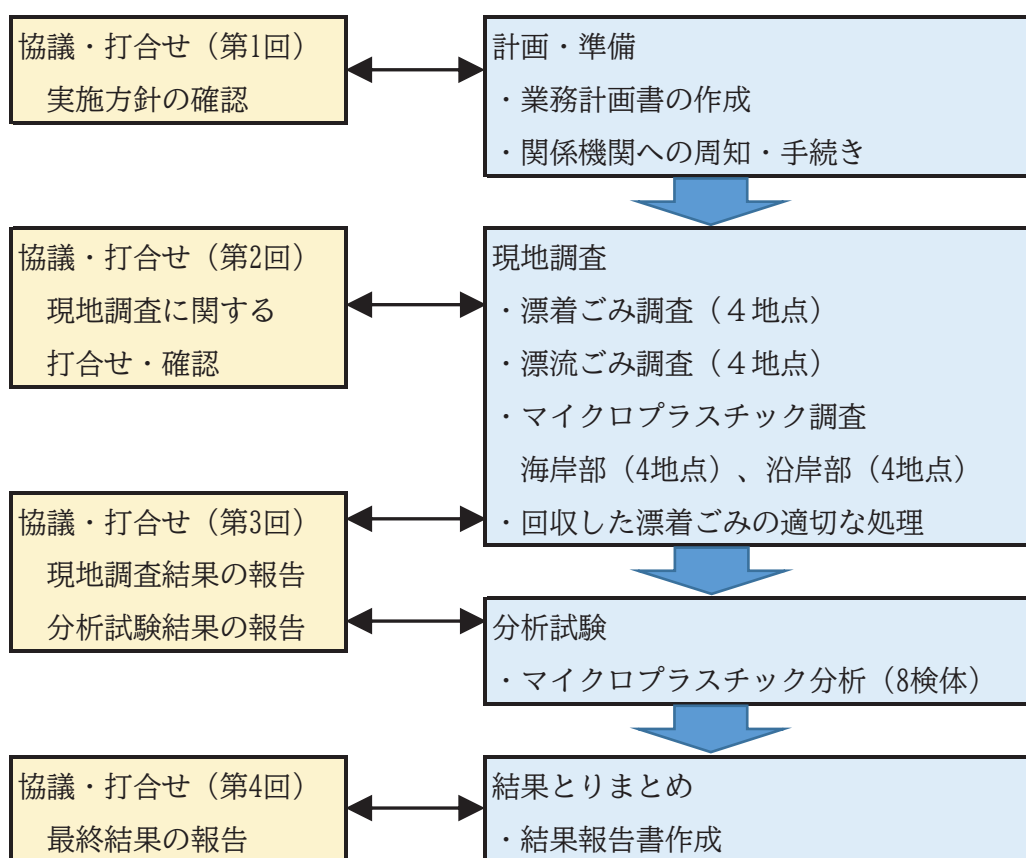 協議・打合せ（第1回）
実施方針の確認
計画・準備
・業務計画書の作成
・関係機関への周知・手続き
協議・打合せ（第2回）
現地調査に関する
打合せ・確認
現地調査
・漂着ごみ調査（４地点）
・漂流ごみ調査（４地点）
・マイクロプラスチック調査
海岸部（4地点）、沿岸部（4地点）
・回収した漂着ごみの適切な処理
協議・打合せ（第3回）
現地調査結果の報告
分析試験結果の報告
分析試験
・マイクロプラスチック分析（8検体）
協議・打合せ（第4回）
最終結果の報告
結果とりまとめ
・結果報告書作成